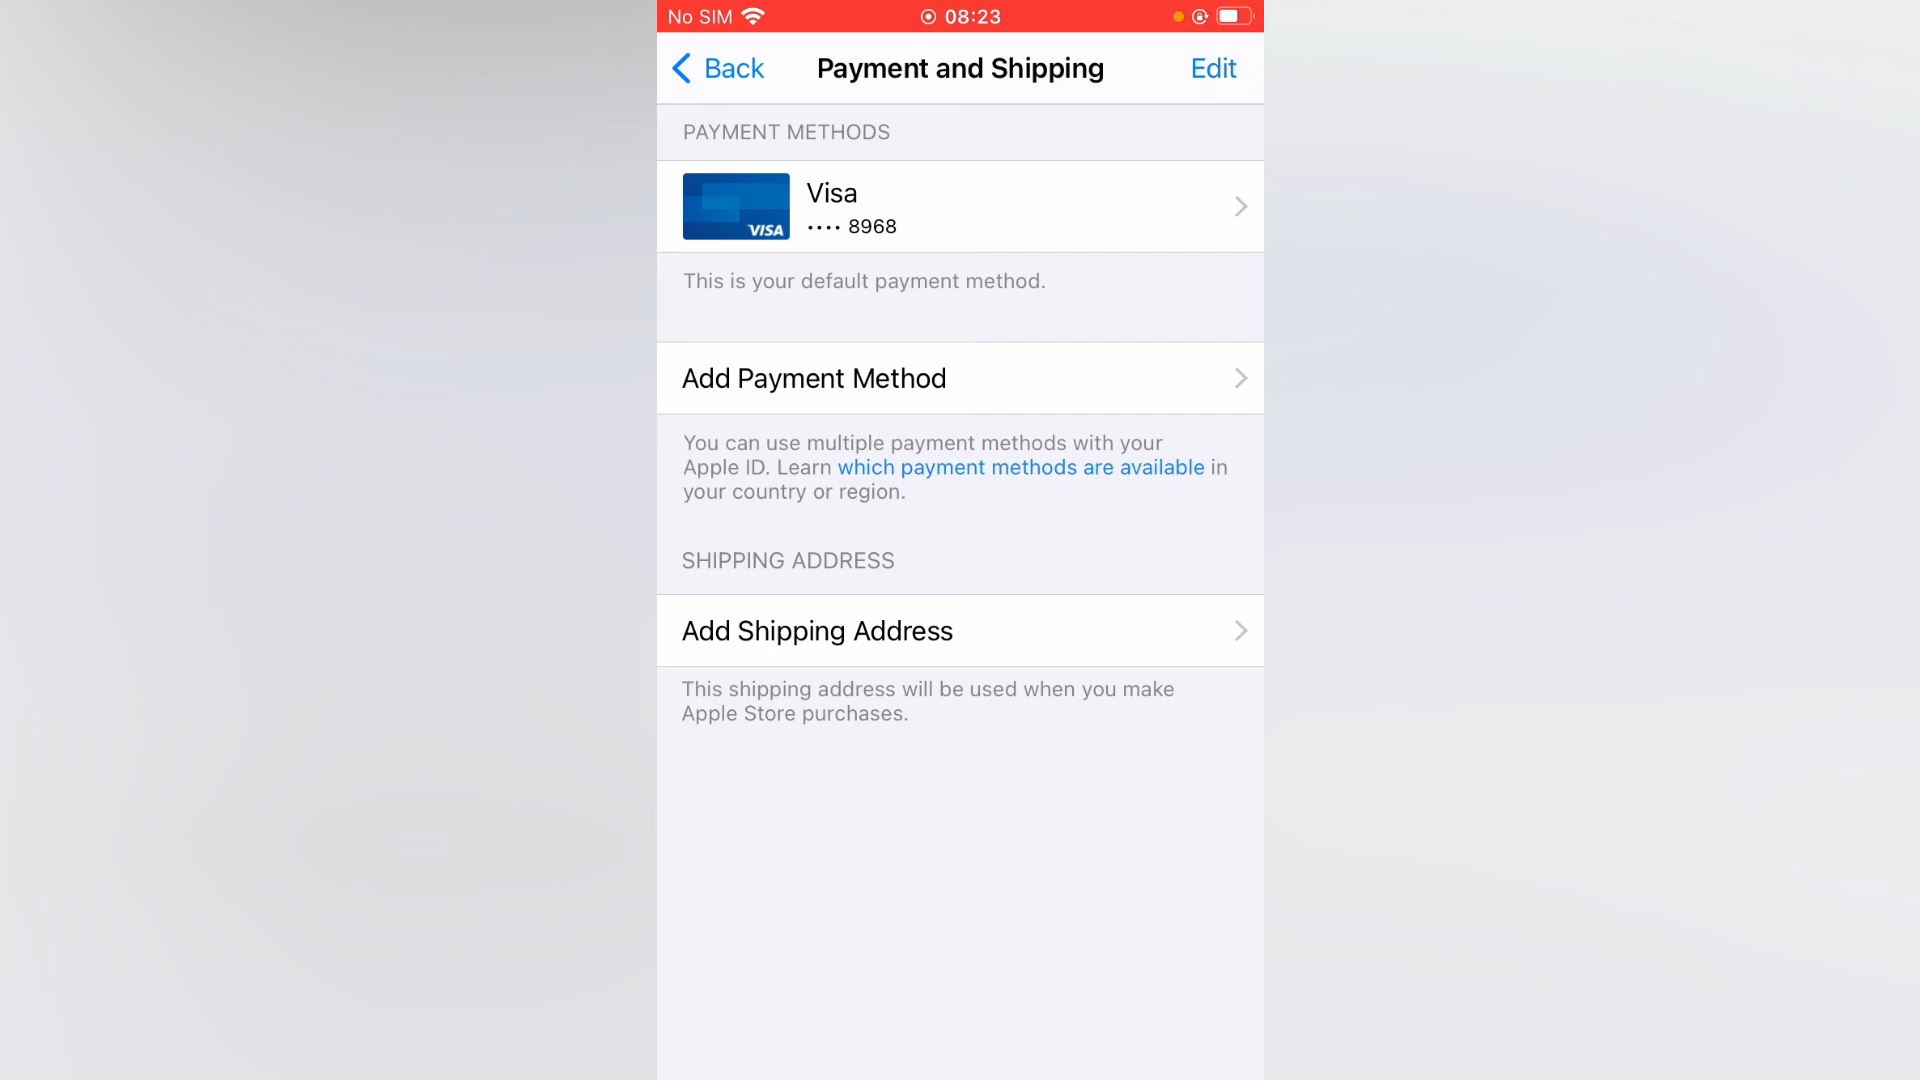 No SIM 08:23
Back Payment and Shipping Edit
PAYMENT METHODS
Visa
VISA
•••• 8968
This is your default payment method.
Add Payment Method
You can use multiple payment methods with your
Apple ID. Learn which payment methods are available in
your country or region.
SHIPPING ADDRESS
Add Shipping Address
This shipping address will be used when you make
Apple Store purchases.